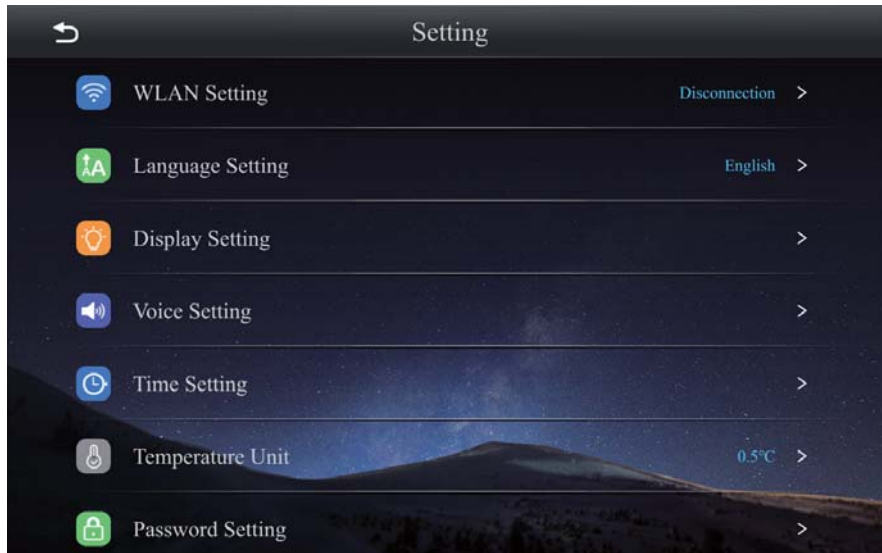 Setting
WLAN Setting Disconnection >
Language Setting English >
Display Setting >
Voice Setting >
Time Setting >
Temperature Unit 0.5℃ >
Password Setting >